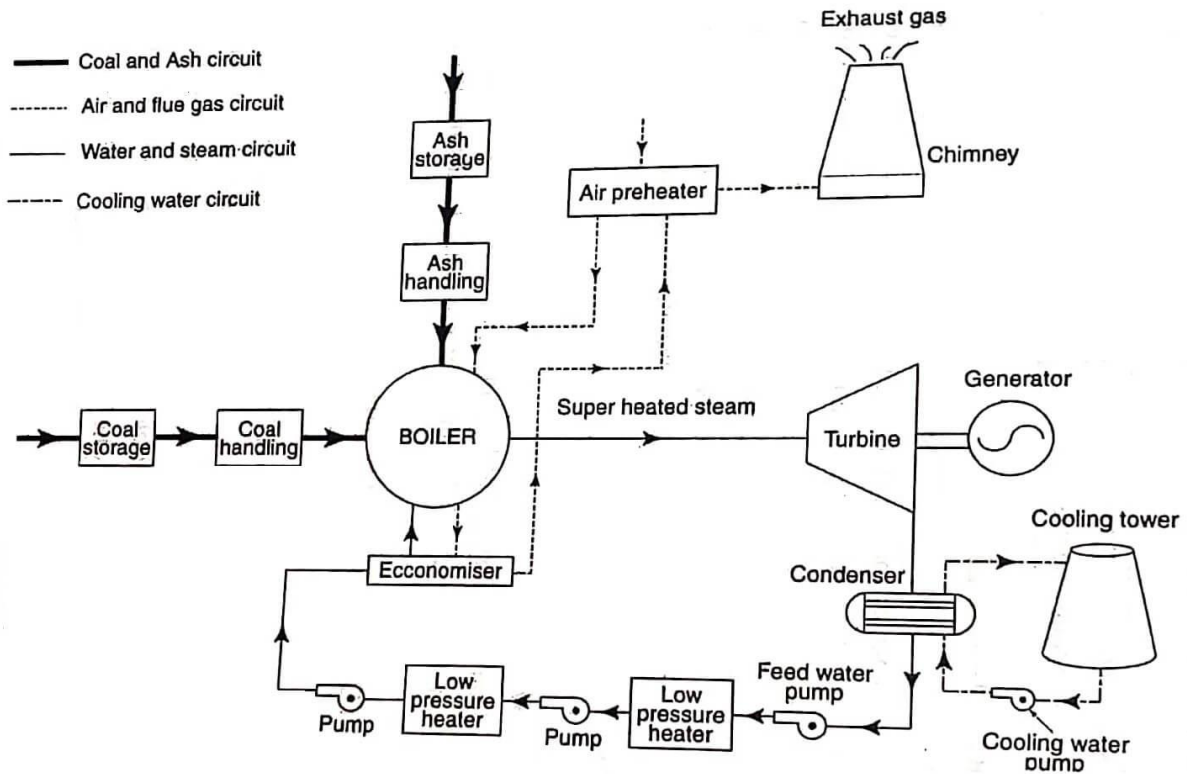 Coal and Ash circuit
Air and flue gas circuit
Water and steam circuit
Cooling water circuit
Exhaust gas
Chimney
Ash
storage
Air preheater
Ash
handling
Coal
storage
Coal
handling
BOILER
Super heated steam
Turbine
Generator
Ecconomiser
Condenser
Cooling tower
Low
pressure
heater
Pump
Low
pressure
heater
Pump
Feed water
pump
Cooling water
pump